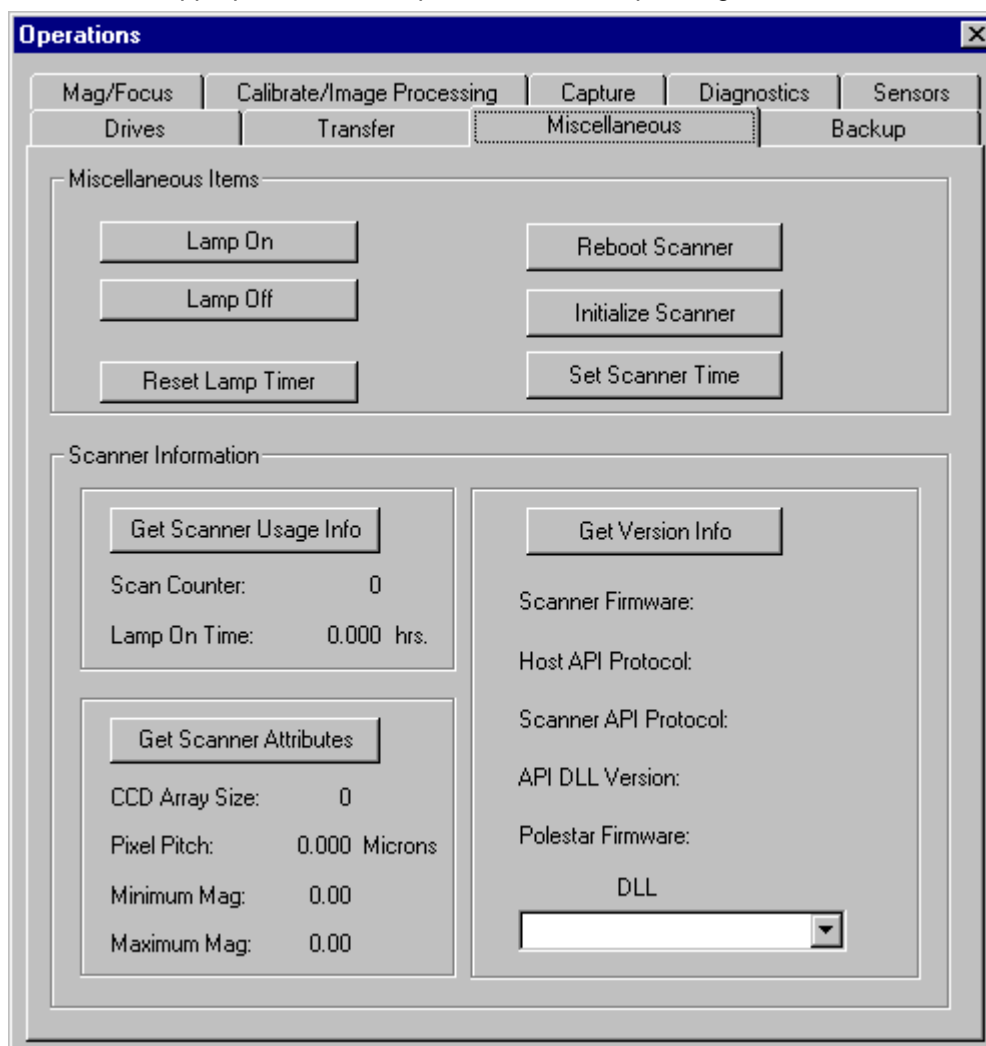 Operations
Mag/Focus Calibrate/Image Processing Capture Diagnostics Sensors
Drives Transfer Miscellaneous Backup
Miscellaneous Items
Lamp On
Reboot Scanner
Lamp Off
Initialize Scanner
Reset Lamp Timer
Set Scanner Time
Scanner Information
Get Scanner Usage Info
Scan Counter: 0
Lamp On Time: 0.000 hrs.
Get Scanner Attributes
CCD Array Size: 0
Pixel Pitch: 0.000 Microns
Minimum Mag: 0.00
Maximum Mag: 0.00
Get Version Info
Scanner Firmware:
Host API Protocol:
Scanner API Protocol:
API DLL Version:
Polestar Firmware:
DLL